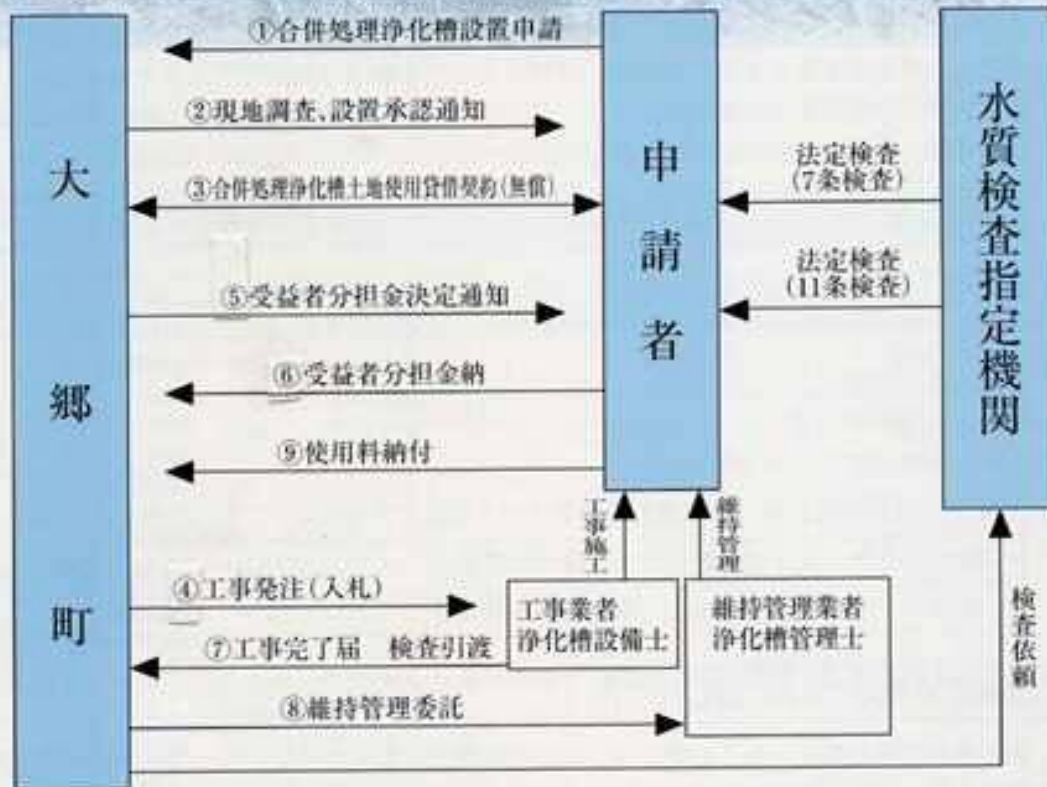 大郷町
①合併処理浄化槽設置申請
②現地調査、設置承認通知
③合併処理浄化槽土地使用貸借契約(無償)
⑤受益者分担金決定通知
⑥受益者分担金納
⑨使用料納付
④工事発注(入札)
⑦工事完了届　検査引渡
⑧維持管理委託
申請者
工事施工
維持管理
工事業者
浄化槽設備士
維持管理業者
浄化槽管理士
法定検査
(7条検査)
法定検査
(11条検査)
水質検査指定機関
検査依頼